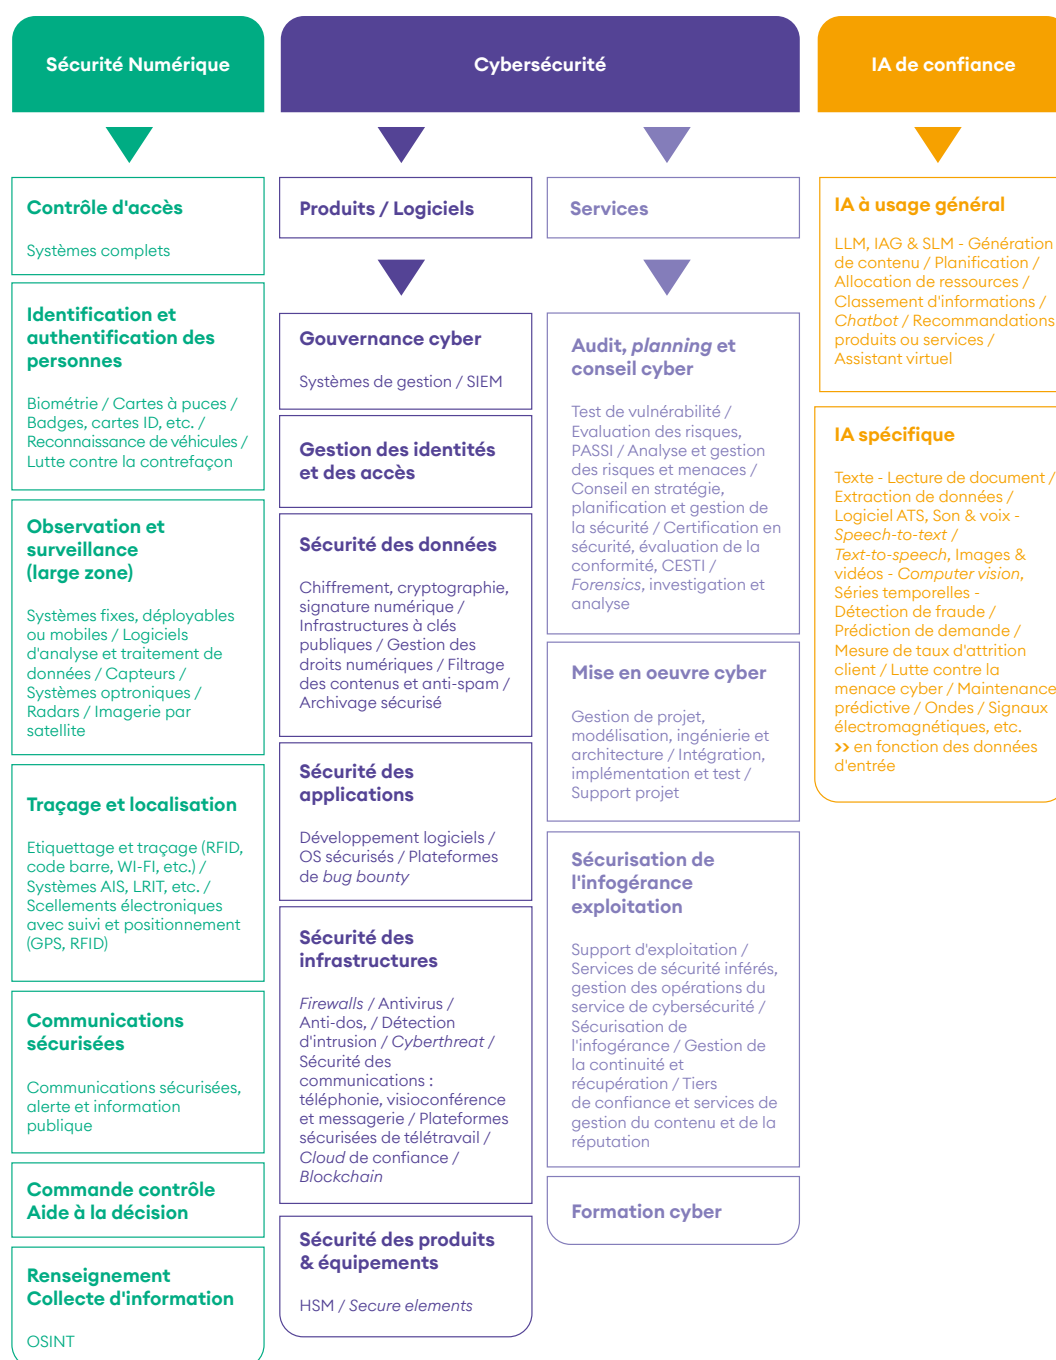 Sécurité Numérique
Cybersécurité
IA de confiance
Contrôle d'accès
Systèmes complets
Identification et
authentification des
personnes
Biométrie / Cartes à puces /
Badges, cartes ID, etc. /
Reconnaissance de véhicules /
Lutte contre la contrefaçon
Observation et
surveillance
(large zone)
Systèmes fixes, déployables
ou mobiles / Logiciels
d'analyse et traitement de
données / Capteurs /
Systèmes optroniques /
Radars / Imagerie par
satellite
Traçage et localisation
Etiquettage et traçage (RFID,
code barre, WI-FI, etc.) /
Systèmes AIS, LRIT, etc. /
Scellements électroniques
avec suivi et positionnement
(GPS, RFID)
Communications
sécurisées
Communications sécurisées,
alerte et information
publique
Commande contrôle
Aide à la décision
Renseignement
Collecte d'information
OSINT
Produits / Logiciels
Gouvernance cyber
Systèmes de gestion / SIEM
Gestion des identités
et des accès
Sécurité des données
Chiffrement, cryptographie,
signature numérique /
Infrastructures à clés
publiques / Gestion des
droits numériques / Filtrage
des contenus et anti-spam /
Archivage sécurisé
Sécurité des
applications
Développement logiciels /
OS sécurisés / Plateformes
de bug bounty
Sécurité des
infrastructures
Firewalls / Antivirus /
Anti-dos, / Détection
d'intrusion / Cyberthreat /
Sécurité des
communications :
téléphonie, visioconférence
et messagerie / Plateformes
sécurisées de télétravail /
Cloud de confiance /
Blockchain
Sécurité des produits
& équipements
HSM / Secure elements
Services
Audit, planning et
conseil cyber
Test de vulnérabilité /
Evaluation des risques,
PASSI / Analyse et gestion
des risques et menaces /
Conseil en stratégie,
planification et gestion de
la sécurité / Certification en
sécurité, évaluation de la
conformité, CESTI /
Forensics, investigation et
analyse
Mise en oeuvre cyber
Gestion de projet,
modélisation, ingénierie et
architecture / Intégration,
implémentation et test /
Support projet
Sécurisation de
l'infogérance
exploitation
Support d'exploitation /
Services de sécurité inférés,
gestion des opérations du
service de cybersécurité /
Sécurisation de
l'infogérance / Gestion de
la continuité et
récupération / Tiers
de confiance et services de
gestion du contenu et de la
réputation
Formation cyber
IA à usage général
LLM, IAG & SLM - Génération
de contenu / Planification /
Allocation de ressources /
Classement d'informations /
Chatbot / Recommandations
produits ou services /
Assistant virtuel
IA spécifique
Texte - Lecture de document /
Extraction de données /
Logiciel ATS, Son & voix -
Speech-to-text /
Text-to-speech, Images &
vidéos - Computer vision,
Séries temporelles -
Détection de fraude /
Prédiction de demande /
Mesure de taux d'attrition
client / Lutte contre la
menace cyber / Maintenance
prédictive / Ondes / Signaux
électromagnétiques, etc.
>> en fonction des données
d'entrée